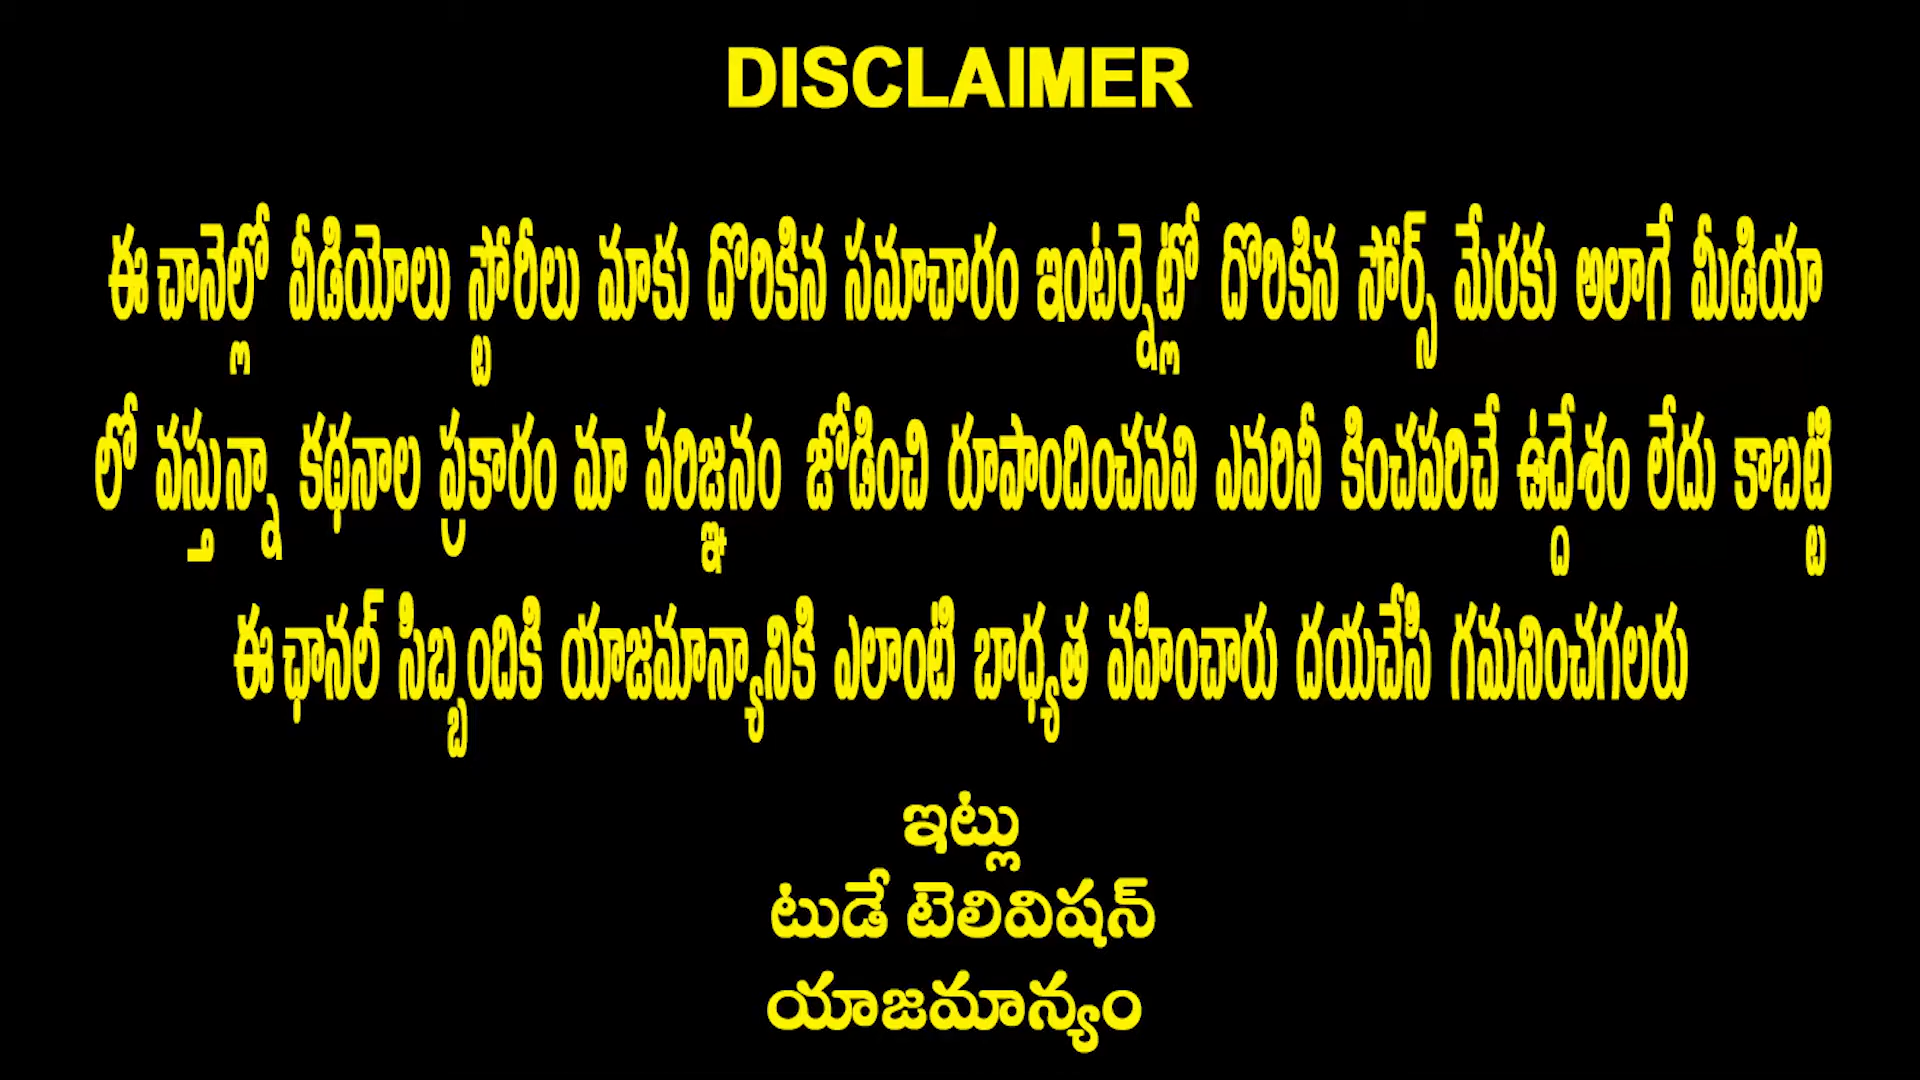 DISCLAIMER
ఈ చానెల్లో వీడియోలు స్టోరీలు మాకు దొరికిన సమాచారం ఇంటర్నెట్లో దొరికిన సోర్స్ మేరకు అలాగే మీడియా
లో వస్తున్నా కథనాల ప్రకారం మా పరిజ్ఞనం జోడించి రూపొందించనవి ఎవరినీ కించపరిచే ఉద్దేశం లేదు కాబట్టి
ఈ ఛానల్ సిబ్బందికి యాజమాన్యానికి ఎలాంటి బాధ్యత వహించారు దయచేసి గమనించగలరు
ఇట్లు
టుడే టెలివిషన్
యాజమాన్యం